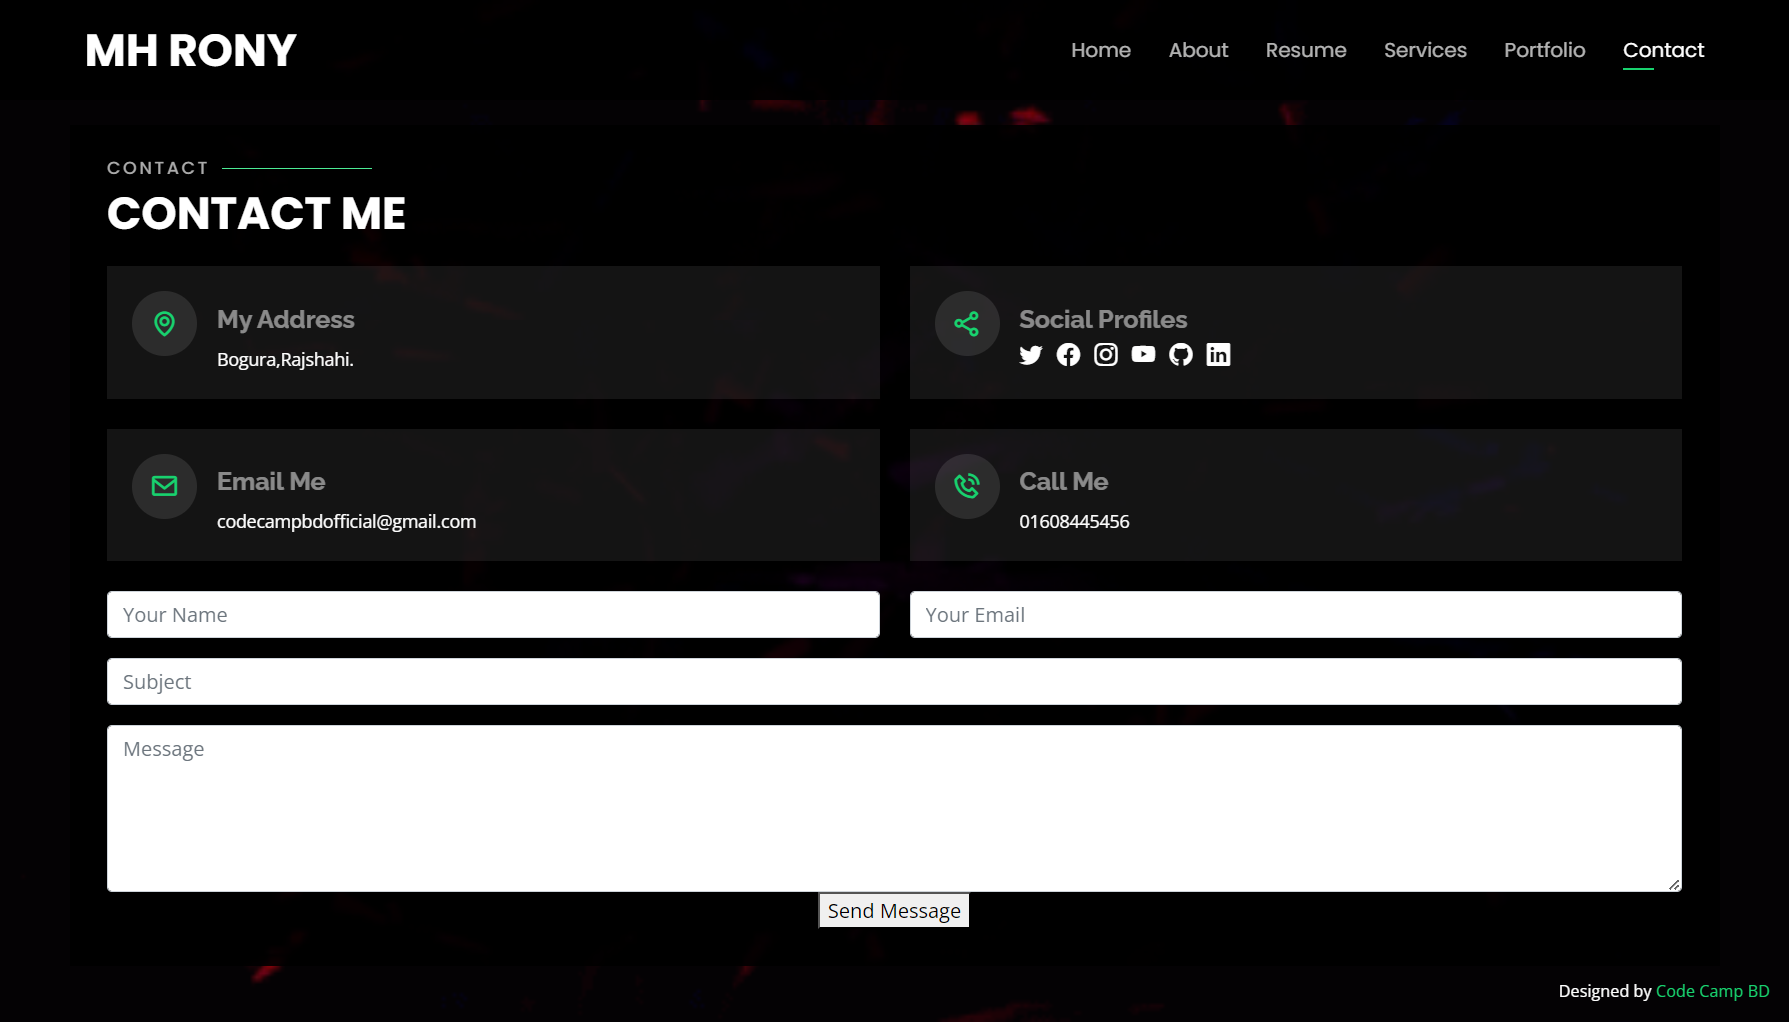 MH RONY
Home About Resume Services Portfolio Contact
CONTACT
CONTACT ME
My Address
Bogura,Rajshahi.
Social Profiles
Email Me
codecampbdofficial@gmail.com
Call Me
01608445456
Your Name
Your Email
Subject
Message
Send Message
Designed by Code Camp BD